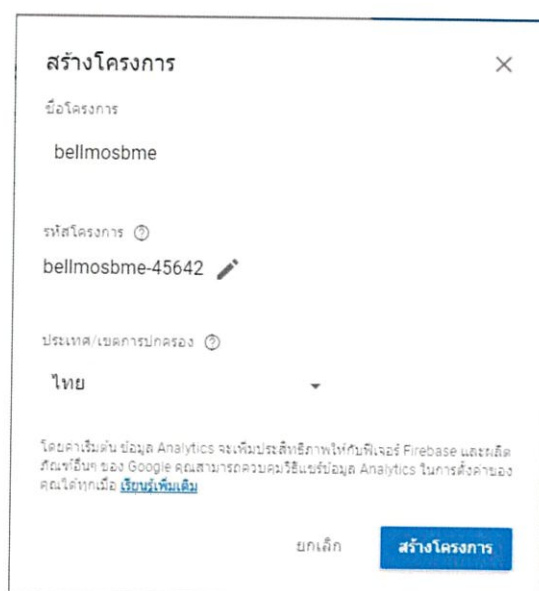 สร้างโครงการ
ชื่อโครงการ
bellmosbme
รหัสโครงการ
bellmosbme-45642
ประเทศ/เขตการปกครอง
ไทย
โดยค่าเริ่มต้น ข้อมูล Analytics จะเพิ่มประสิทธิภาพให้กับฟีเจอร์ Firebase และผลิต
ภัณฑ์อื่นๆ ของ Google คุณสามารถควบคุมวิธีแชร์ข้อมูล Analytics ในการตั้งค่าของ
คุณได้ทุกเมื่อ เรียนรู้เพิ่มเติม
ยกเลิก สร้างโครงการ